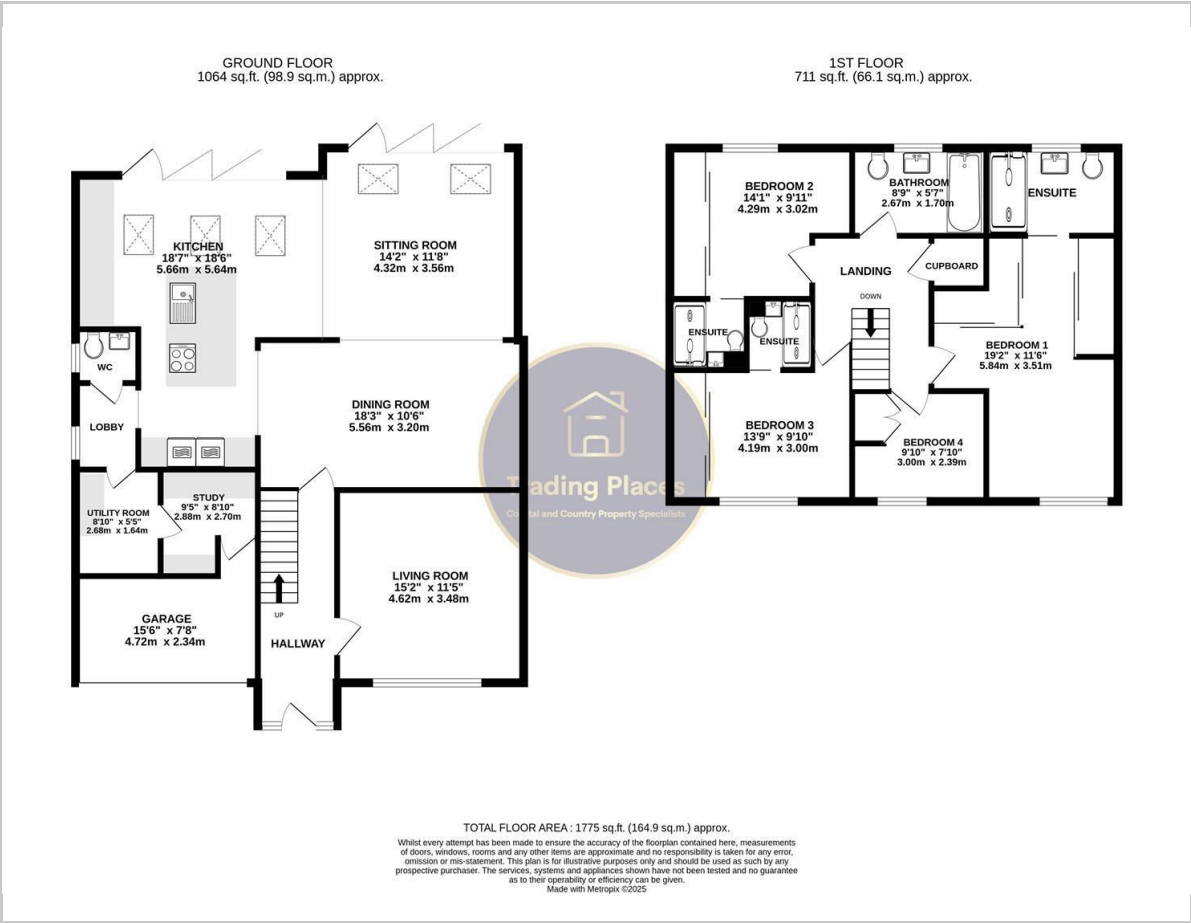 GROUND FLOOR
1064 sq.ft. (98.9 sq.m.) approx.
1ST FLOOR
711 sq.ft. (66.1 sq.m.) approx.
KITCHEN
18'7" x 18'6"
5.66m x 5.64m
SITTING ROOM
14'2" x 11'8"
4.32m x 3.56m
WC
LOBBY
DINING ROOM
18'3" x 10'6"
5.56m x 3.20m
UTILITY ROOM
8'10" x 5'5"
2.68m x 1.64m
STUDY
9'5" x 8'10"
2.88m x 2.70m
LIVING ROOM
15'2" x 11'5"
4.62m x 3.48m
GARAGE
15'6" x 7'8"
4.72m x 2.34m
UP
HALLWAY
BEDROOM 2
14'1" x 9'11"
4.29m x 3.02m
BATHROOM
8'9" x 5'7"
2.67m x 1.70m
ENSUITE
LANDING
CUPBOARD
DOWN
ENSUITE
ENSUITE
BEDROOM 1
19'2" x 11'6"
5.84m x 3.51m
BEDROOM 3
13'9" x 9'10"
4.19m x 3.00m
BEDROOM 4
9'10" x 7'10"
3.00m x 2.39m
Trading Places
Coastal and Country Property Specialists
TOTAL FLOOR AREA : 1775 sq.ft. (164.9 sq.m.) approx.
Whilst every attempt has been made to ensure the accuracy of the floorplan contained here, measurements
of doors, windows, rooms and any other items are approximate and no responsibility is taken for any error,
omission or mis-statement. This plan is for illustrative purposes only and should be used as such by any
prospective purchaser. The services, systems and appliances shown have not been tested and no guarantee
as to their operability or efficiency can be given.
Made with Metropix ©2025